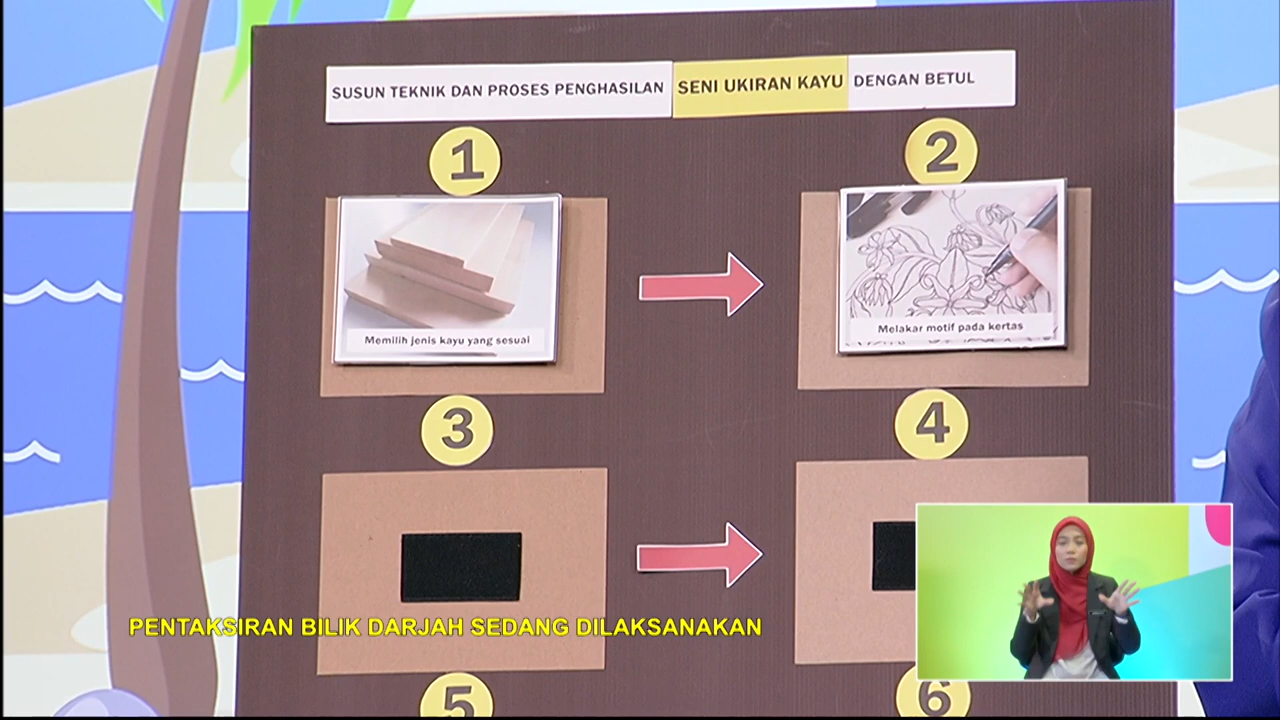 SUSUN TEKNIK DAN PROSES PENGHASILAN SENI UKIRAN KAYU DENGAN BETUL
1
2
Memilih jenis kayu yang sesuai
Melakar motif pada kertas
3
4
PENTAKSIRAN BILIK DARJAH SEDANG DILAKSANAKAN
5
6